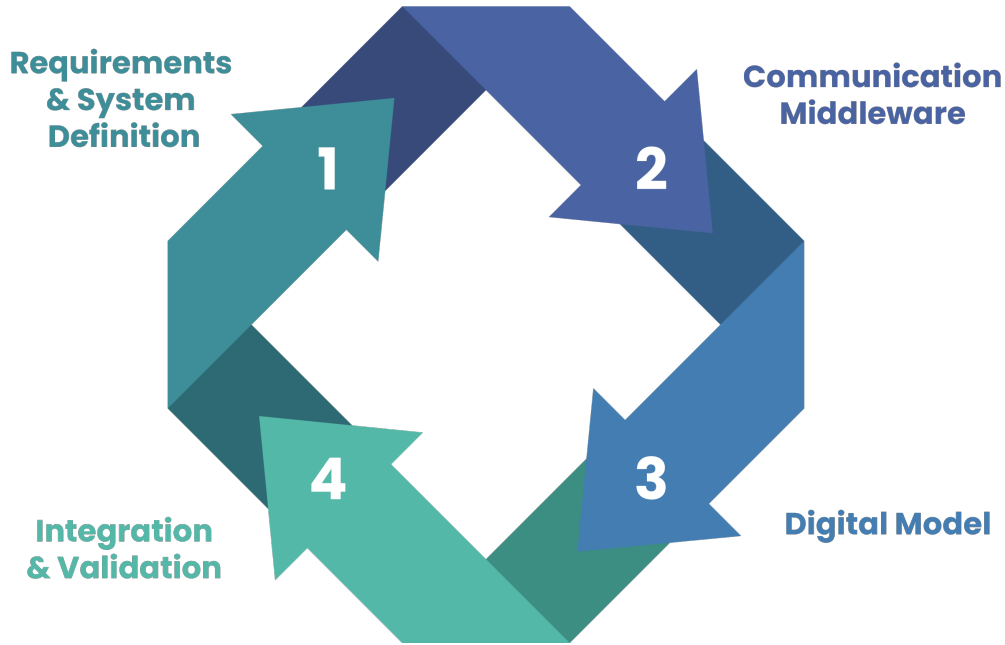 Requirements
& System
Definition
1
Communication
Middleware
2
3
Digital Model
4
Integration
& Validation